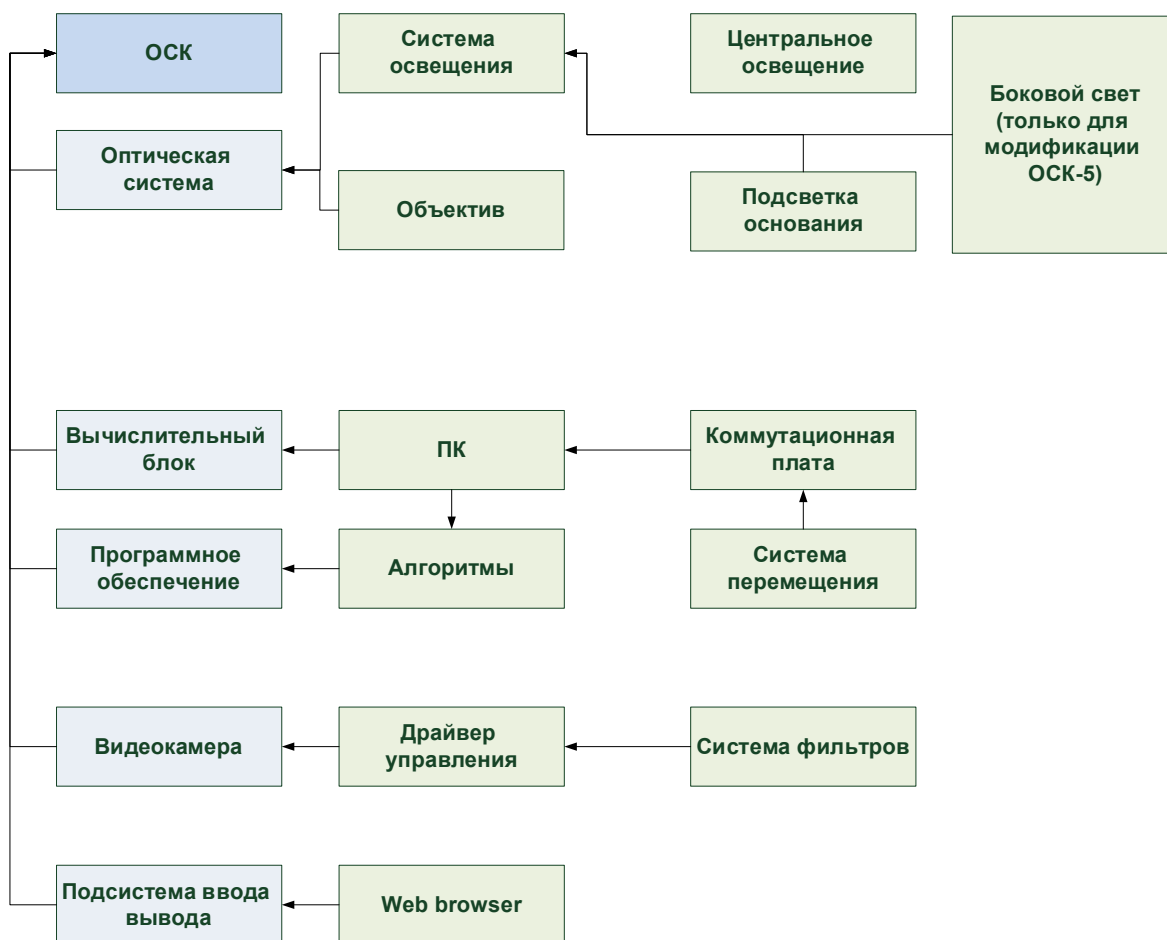 ОСК
Система
освещения
Центральное
освещение
Боковой свет
(только для
модификации
ОСК-5)
Оптическая
система
Объектив
Подсветка
основания
Вычислительный
блок
ПК
Коммутационная
плата
Программное
обеспечение
Алгоритмы
Система
перемещения
Видеокамера
Драйвер
управления
Система фильтров
Подсистема ввода
вывода
Web browser